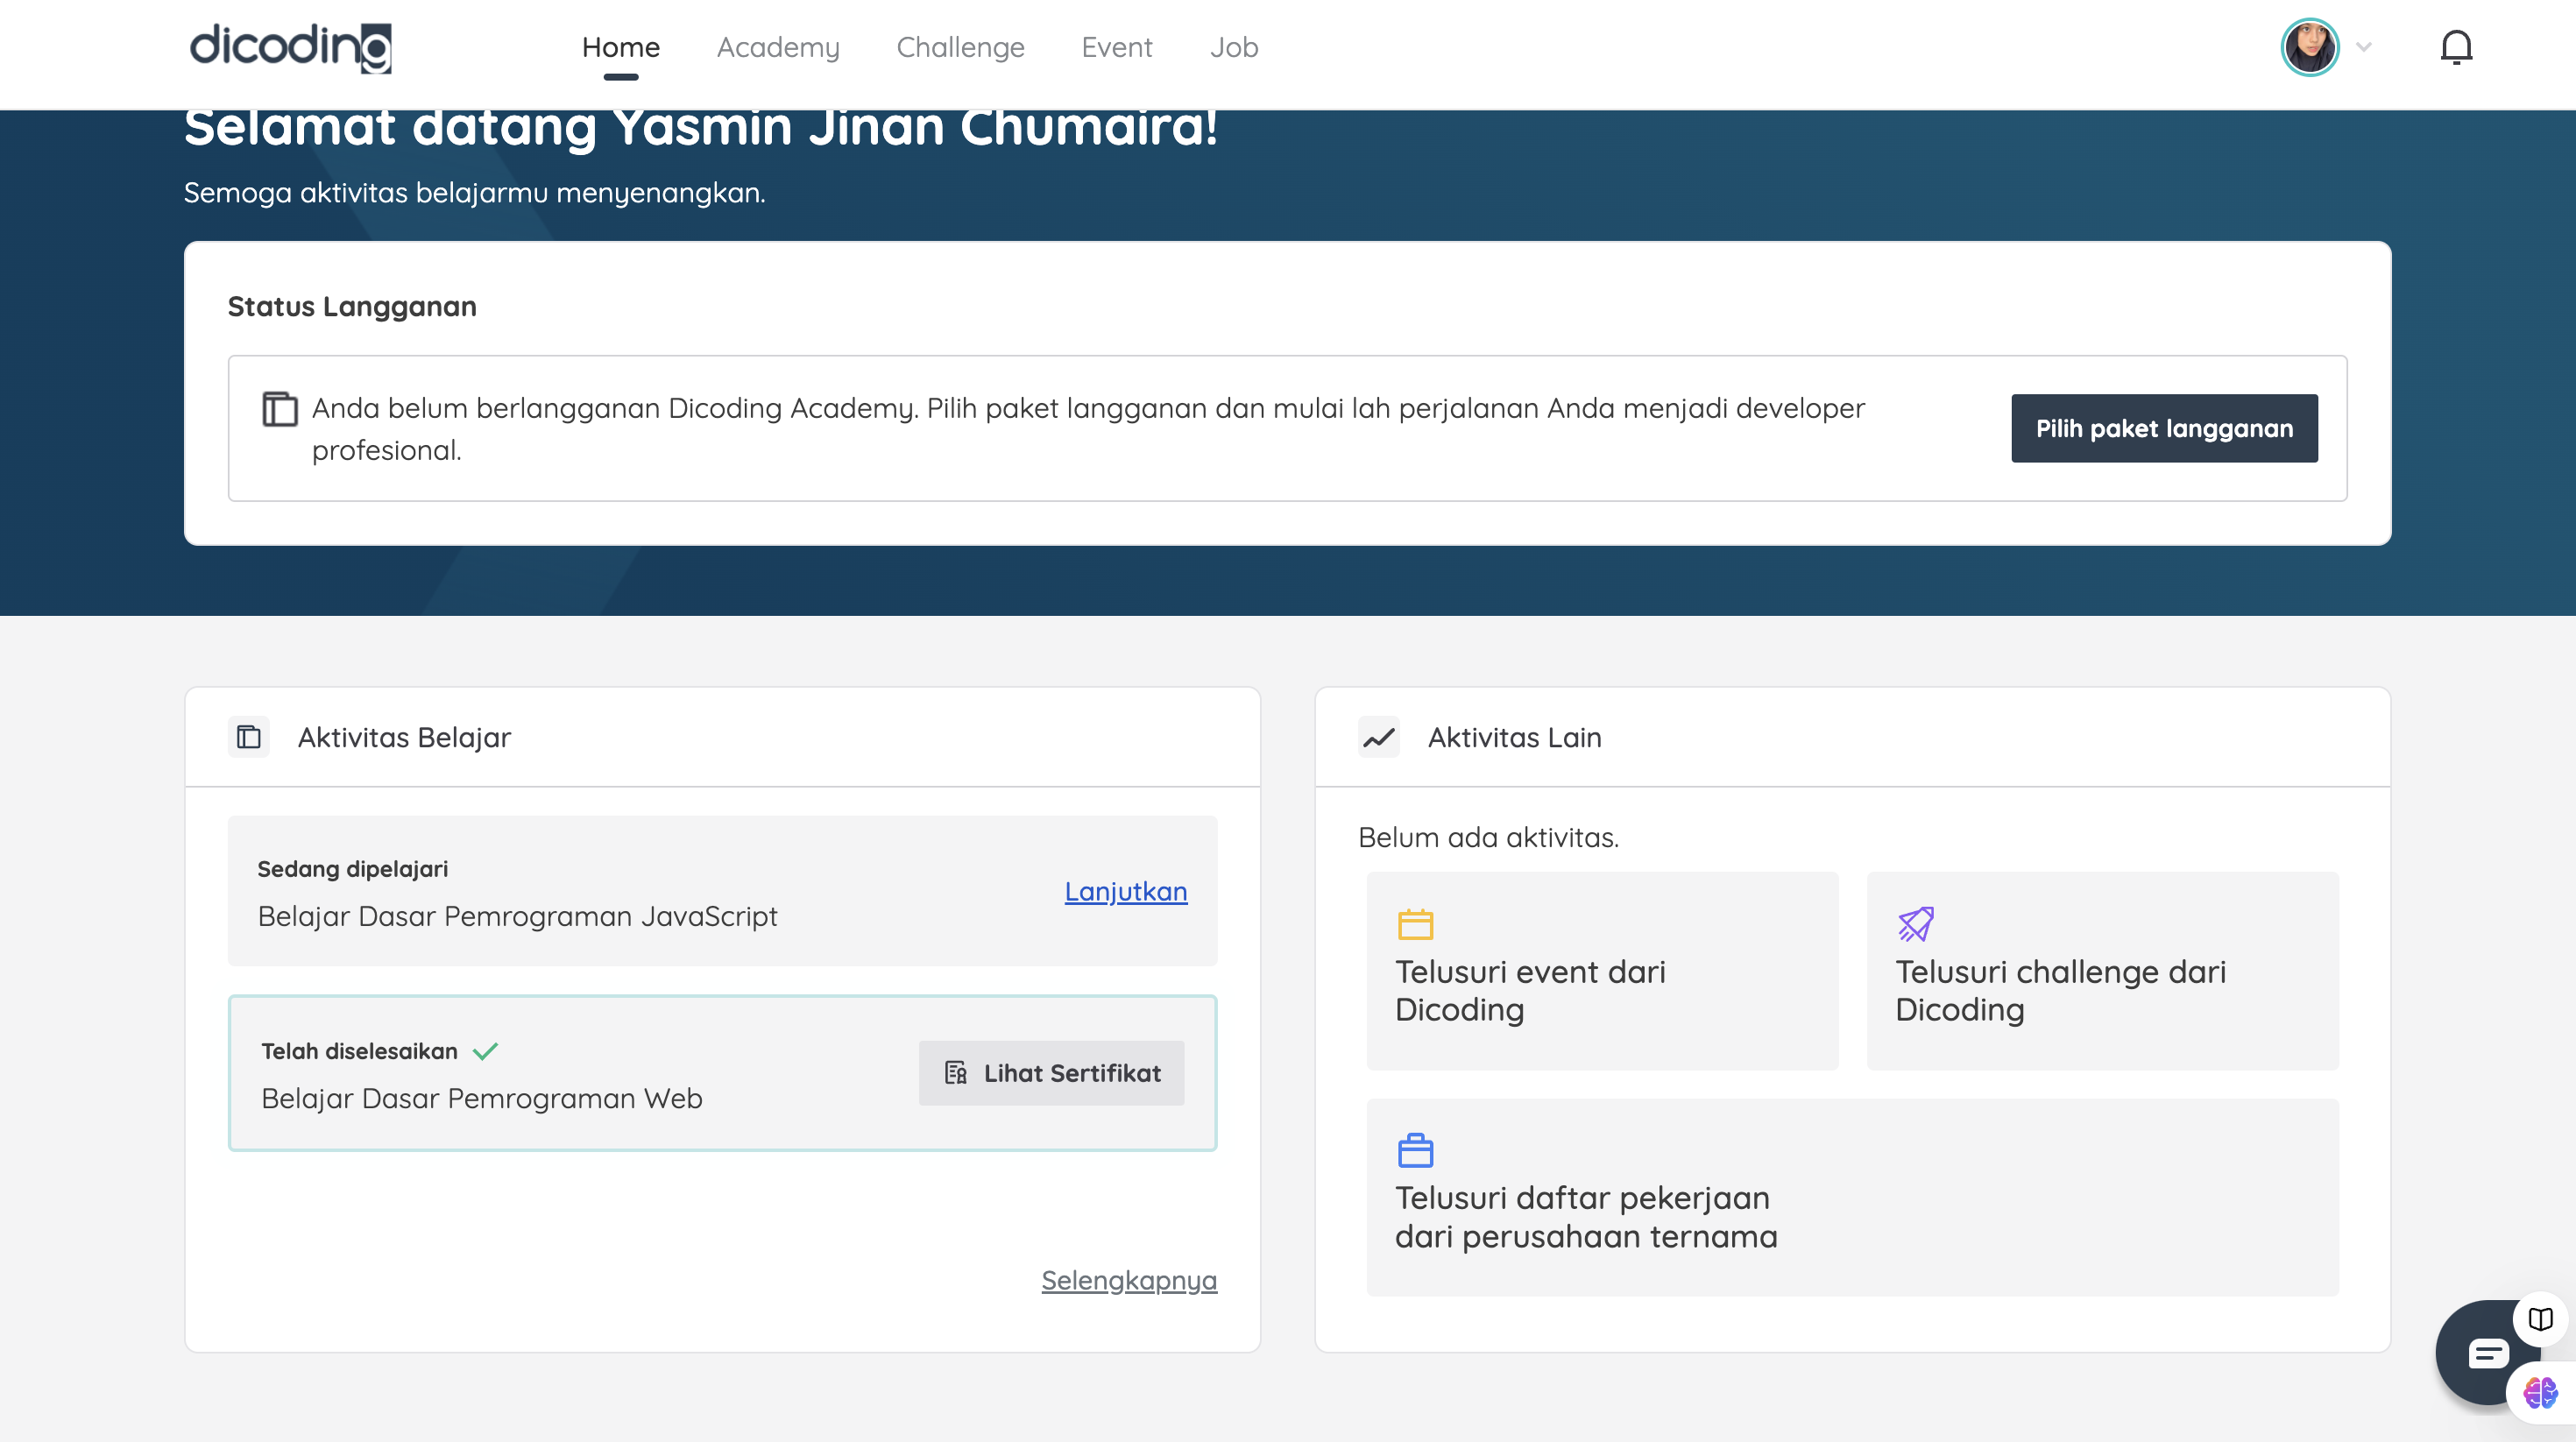 dicoding
Home
Academy
Challenge
Event
Job
Selamat datang Yasmin Jinan Chumaira!
Semoga aktivitas belajarmu menyenangkan.
Status Langganan
Anda belum berlangganan Dicoding Academy. Pilih paket langganan dan mulai lah perjalanan Anda menjadi developer
profesional.
Pilih paket langganan
Aktivitas Belajar
Sedang dipelajari
Belajar Dasar Pemrograman JavaScript
Lanjutkan
Telah diselesaikan
Belajar Dasar Pemrograman Web
Lihat Sertifikat
Selengkapnya
Aktivitas Lain
Belum ada aktivitas.
Telusuri event dari
Dicoding
Telusuri challenge dari
Dicoding
Telusuri daftar pekerjaan
dari perusahaan ternama